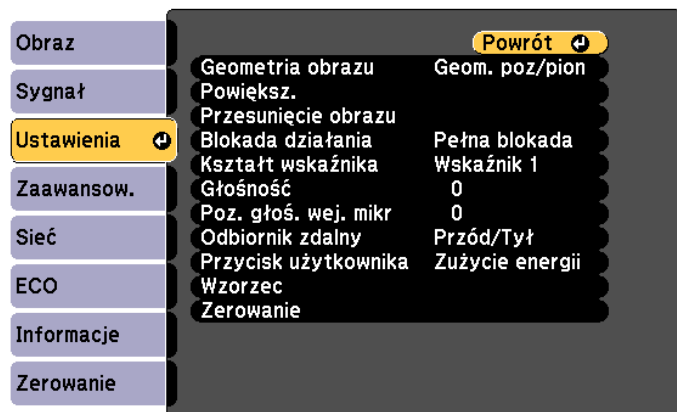 Obraz
Sygnał
Ustawienia
Zaawansow.
Sieć
ECO
Informacje
Zerowanie
Powrót
Geometria obrazu Geom. poz/pion
Powiększ.
Przesunięcie obrazu
Blokada działania Pełna blokada
Kształt wskaźnika Wskaźnik 1
Głośność 0
Poz. głoś. wej. mikr 0
Odbiornik zdalny Przód/Tył
Przycisk użytkownika Zużycie energii
Wzorzec
Zerowanie